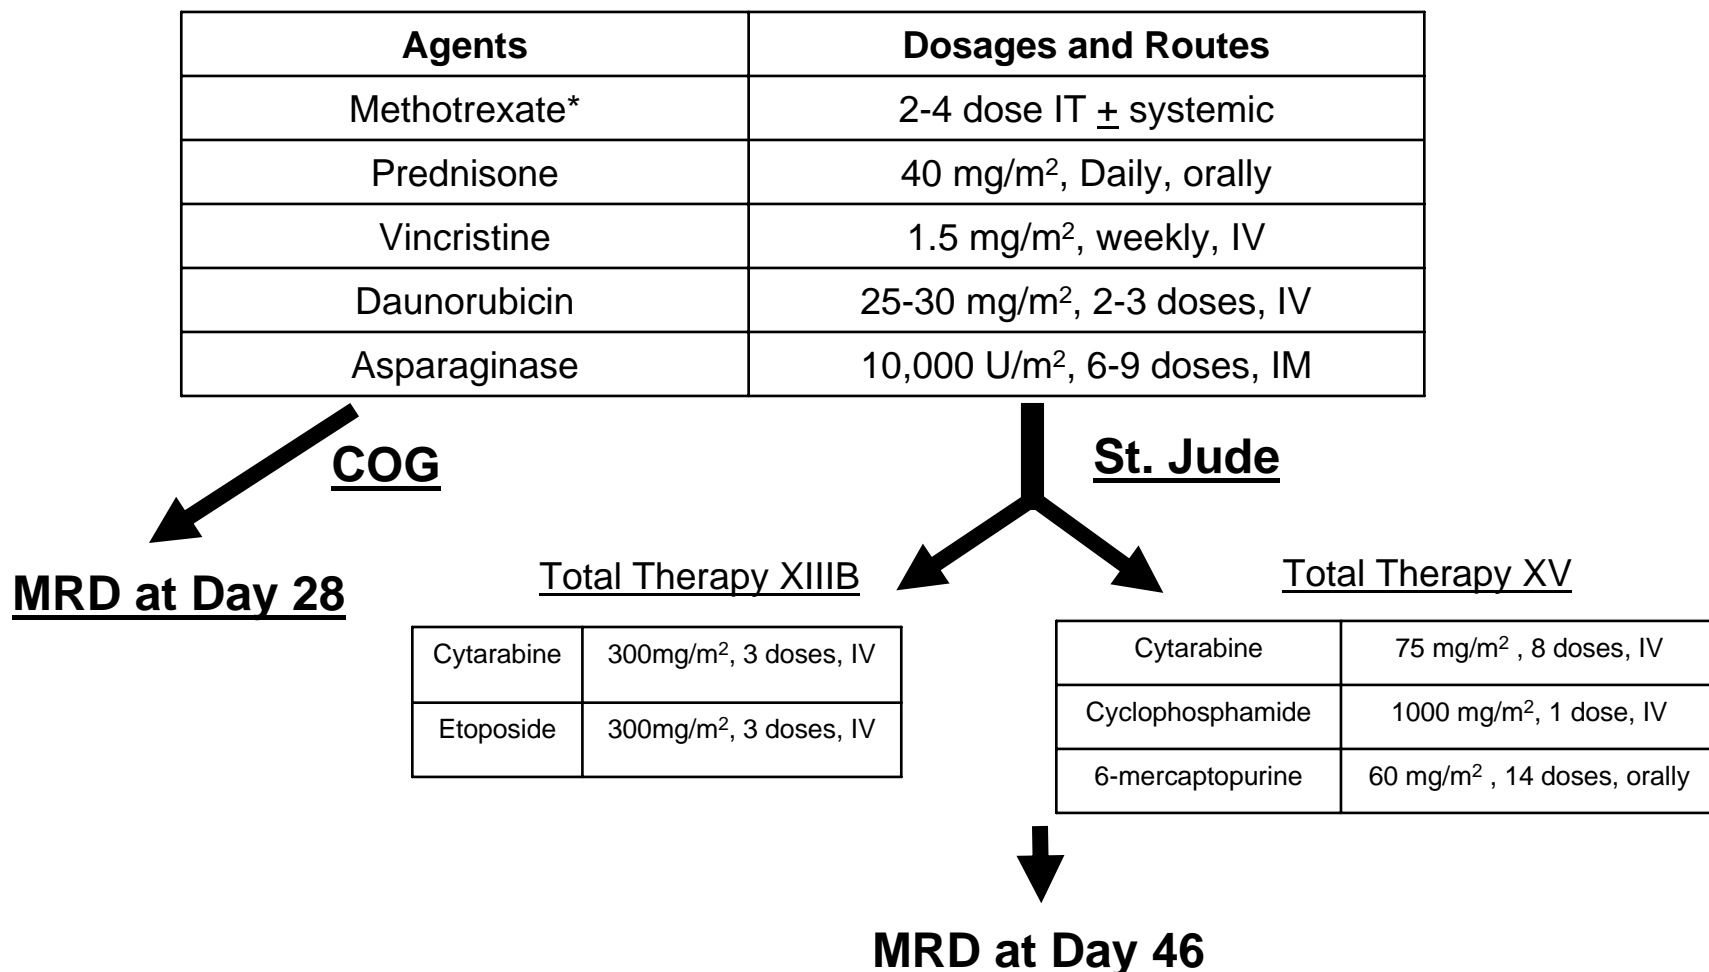 Agents Dosages and Routes
Methotrexate* 2-4 dose IT ± systemic
Prednisone 40 mg/m², Daily, orally
Vincristine 1.5 mg/m², weekly, IV
Daunorubicin 25-30 mg/m², 2-3 doses, IV
Asparaginase 10,000 U/m², 6-9 doses, IM
COG
St. Jude
MRD at Day 28
Total Therapy XIIIB
Cytarabine 300mg/m², 3 doses, IV
Etoposide 300mg/m², 3 doses, IV
Total Therapy XV
Cytarabine 75 mg/m² , 8 doses, IV
Cyclophosphamide 1000 mg/m², 1 dose, IV
6-mercaptopurine 60 mg/m² , 14 doses, orally
MRD at Day 46